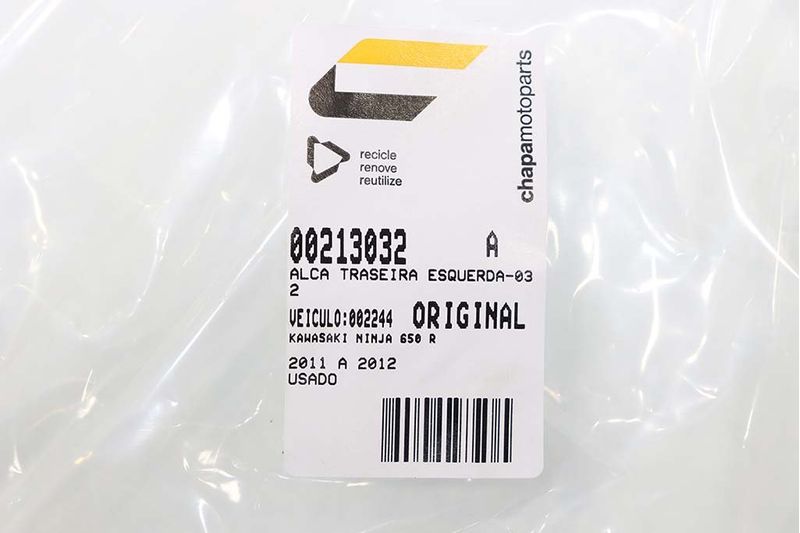 chapamotoparts
recicle
renove
reutilize
00213032 A
ALCA TRASEIRA ESQUERDA-03
2
VEICULO:002244 ORIGINAL
KAWASAKI NINJA 650 R
2011 A 2012
USADO